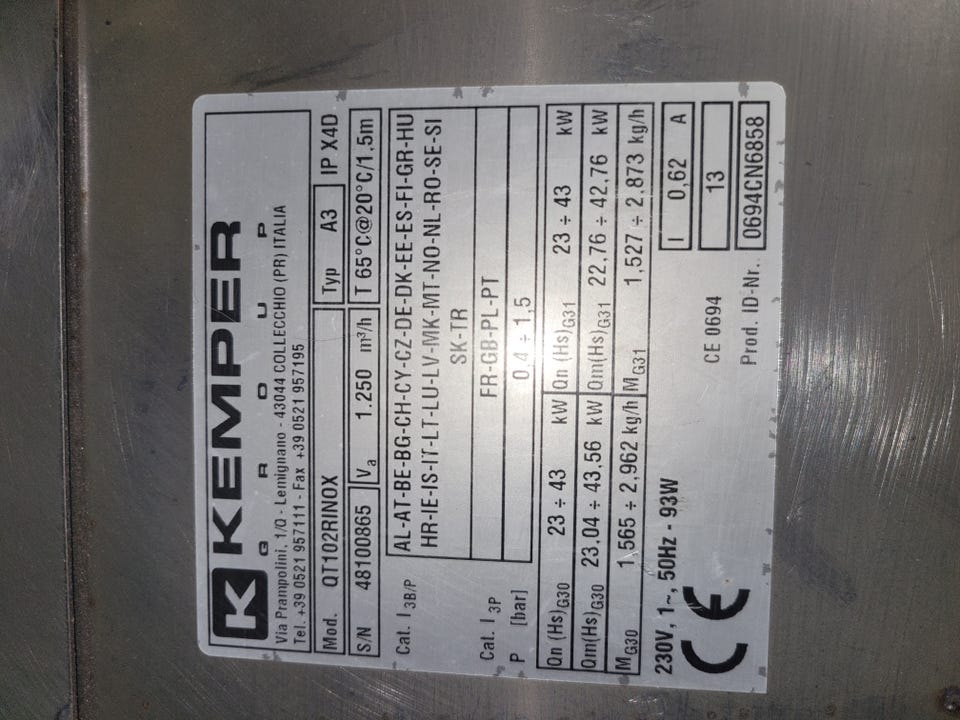 K KEMPER
GROUP
Via Prampolini, 1/Q - Lemignano - 43044 COLLECCHIO (PR) ITALIA
Tel. +39 0521 957111 - Fax +39 0521 957195
Mod. QT102RINOX Typ A3 IP X4D
S/N 48100865 Va 1.250 m³/h T 65°C@20°C/1,5m
Cat. I 3B/P AL-AT-BE-BG-CH-CY-CZ-DE-DK-EE-ES-FI-GR-HU
HR-IE-IS-IT-LT-LU-LV-MK-MT-NO-NL-RO-SE-SI
SK-TR
Cat. I 3P FR-GB-PL-PT
P [bar] 0,4 ÷ 1,5
Qn (Hs)G30 23 ÷ 43 kW Qn (Hs)G31 23 ÷ 43 kW
Qm(Hs)G30 23,04 ÷ 43,56 kW Qm(Hs)G31 22,76 ÷ 42,76 kW
MG30 1,565 ÷ 2,962 kg/h MG31 1,527 ÷ 2,873 kg/h
230V, 1~, 50Hz - 93W I 0,62 A
CE CE 0694 13
Prod. ID-Nr. 0694CN6858